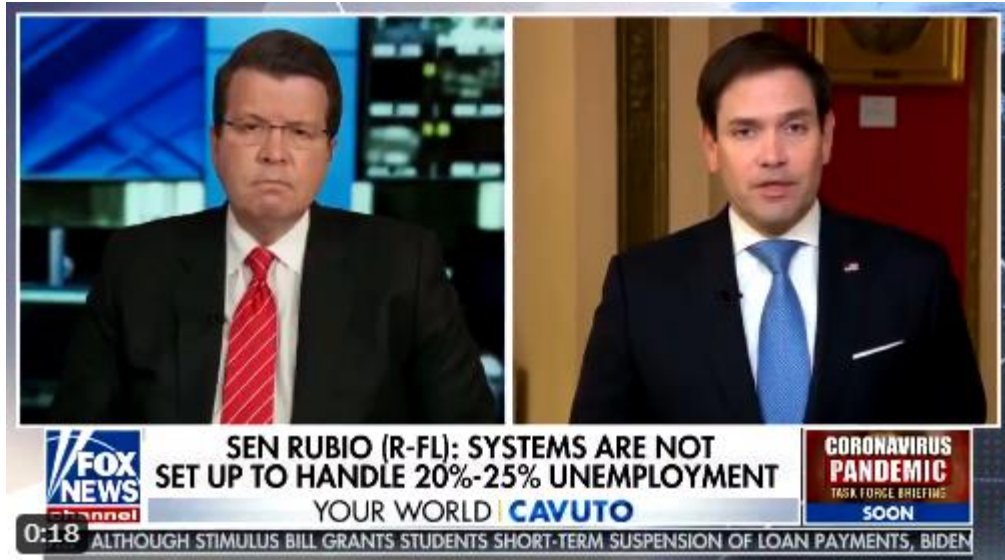 SEN RUBIO (R-FL): SYSTEMS ARE NOT
SET UP TO HANDLE 20%-25% UNEMPLOYMENT
FOX
NEWS
channel
YOUR WORLD CAVUTO
CORONAVIRUS
PANDEMIC
TASK FORCE BRIEFING
SOON
0:18
ALTHOUGH STIMULUS BILL GRANTS STUDENTS SHORT-TERM SUSPENSION OF LOAN PAYMENTS, BIDEN